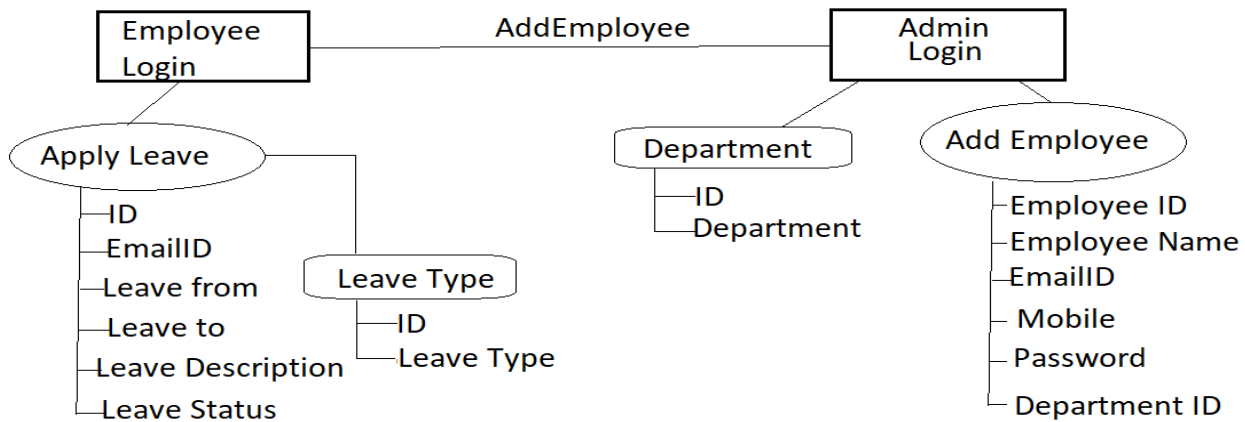 Employee
Login
AddEmployee
Admin
Login
Apply Leave
ID
EmailID
Leave from
Leave to
Leave Description
Leave Status
Leave Type
ID
Leave Type
Department
ID
Department
Add Employee
Employee ID
Employee Name
EmailID
Mobile
Password
Department ID